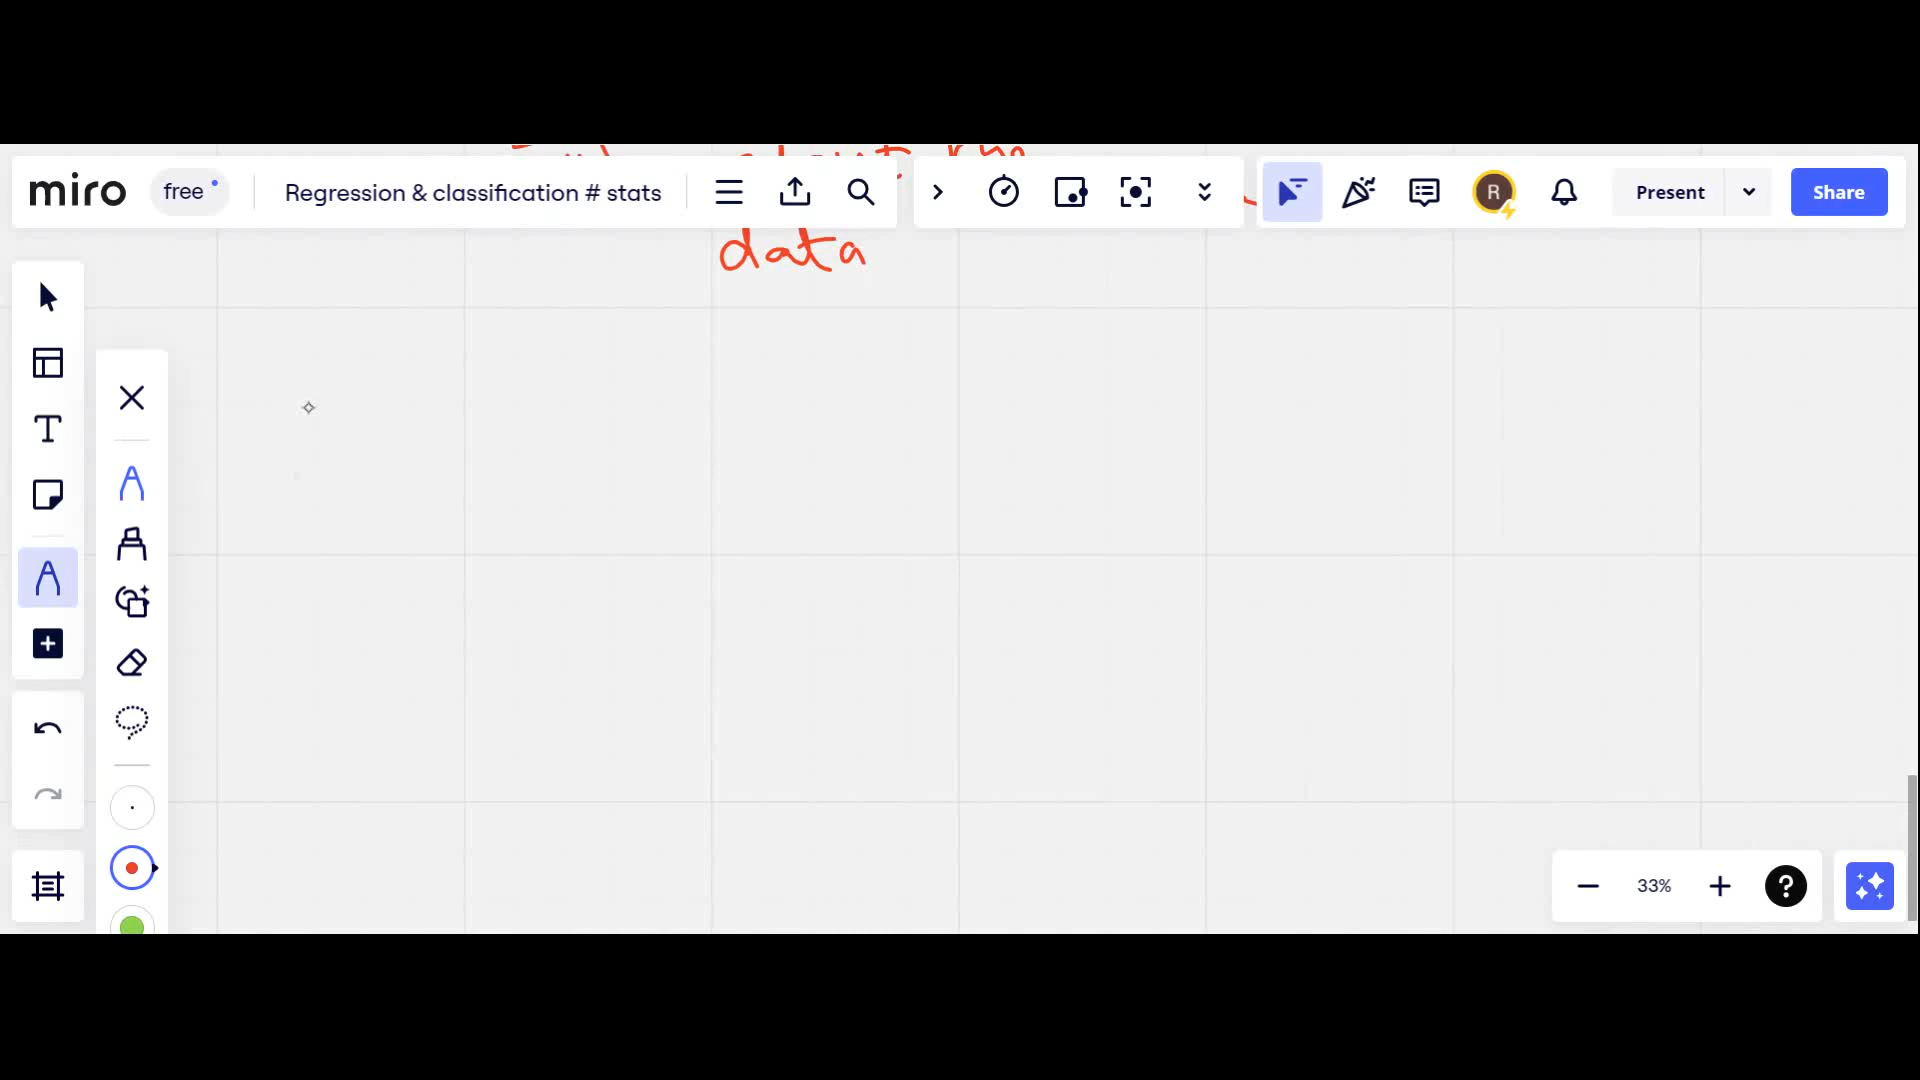 miro free Regression & classification # stats R Present Share
data
T
33% ?